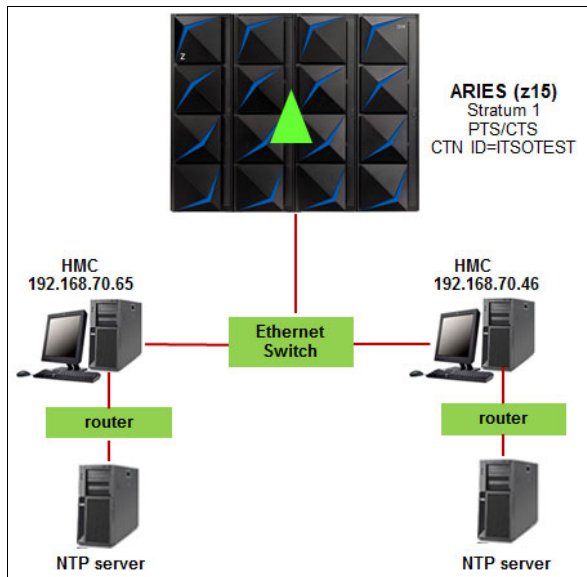 Z
ARIES (z15)
Stratum 1
PTS/CTS
CTN ID=ITSOTEST
HMC
192.168.70.65
HMC
192.168.70.46
Ethernet
Switch
router
router
NTP server
NTP server